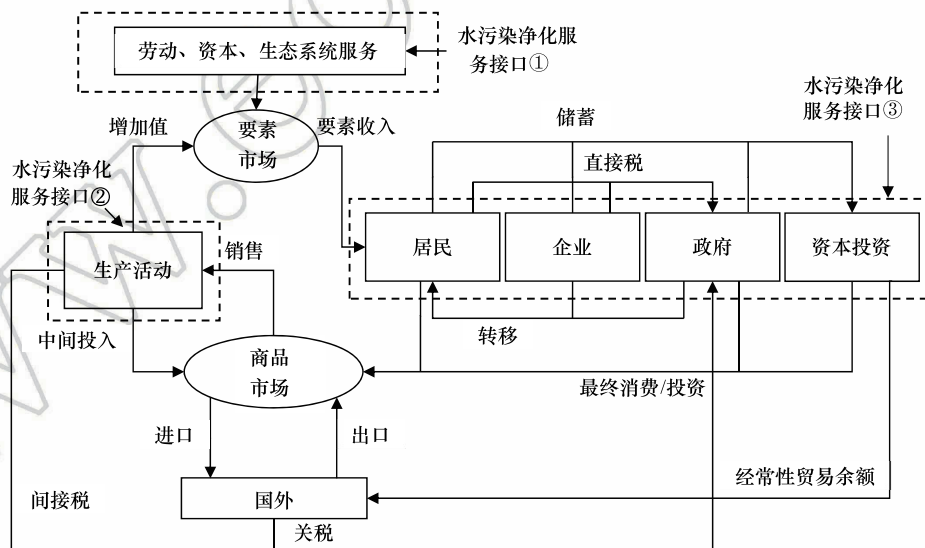 劳动、资本、生态系统服务
水污染净化服
务接口①
水污染净化
服务接口③
增加值
要素
市场
要素收入
储蓄
直接税
水污染净化
服务接口②
生产活动
销售
居民
企业
政府
资本投资
中间投入
转移
商品
市场
最终消费/投资
进口
出口
经常性贸易余额
间接税
国外
关税